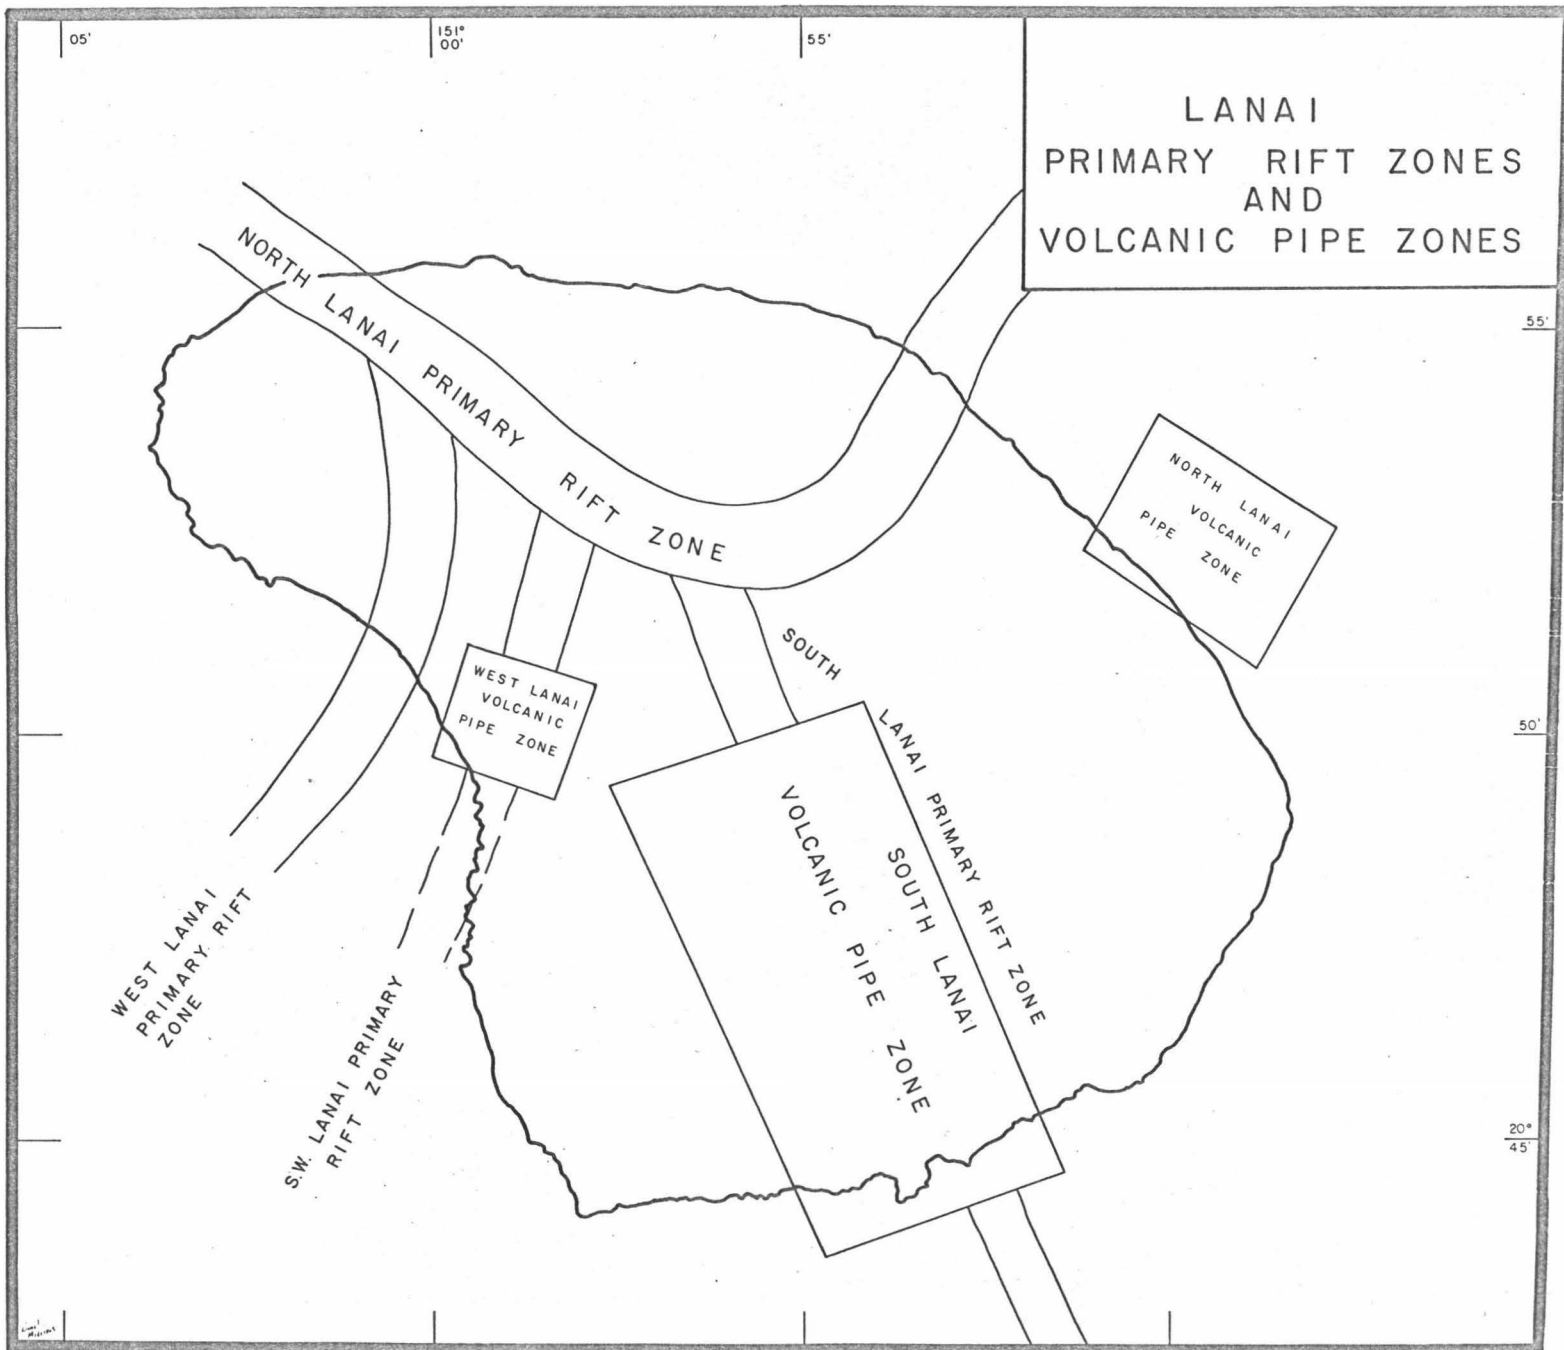 05'
151°
00'
55'
LANAI
PRIMARY RIFT ZONES
AND
VOLCANIC PIPE ZONES
NORTH LANAI PRIMARY RIFT ZONE
55'
NORTH LANAI
VOLCANIC
PIPE ZONE
SOUTH LANAI PRIMARY RIFT ZONE
WEST LANAI
VOLCANIC
PIPE ZONE
50'
SOUTH LANAI
VOLCANIC PIPE ZONE
WEST LANAI
PRIMARY RIFT
ZONE
S.W. LANAI PRIMARY
RIFT ZONE
20°
45'